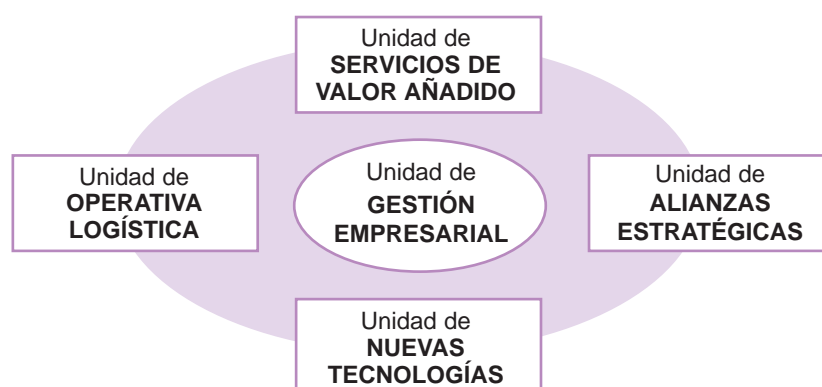 Unidad de
SERVICIOS DE
VALOR AÑADIDO
Unidad de
OPERATIVA
LOGÍSTICA
Unidad de
GESTIÓN
EMPRESARIAL
Unidad de
ALIANZAS
ESTRATÉGICAS
Unidad de
NUEVAS
TECNOLOGÍAS